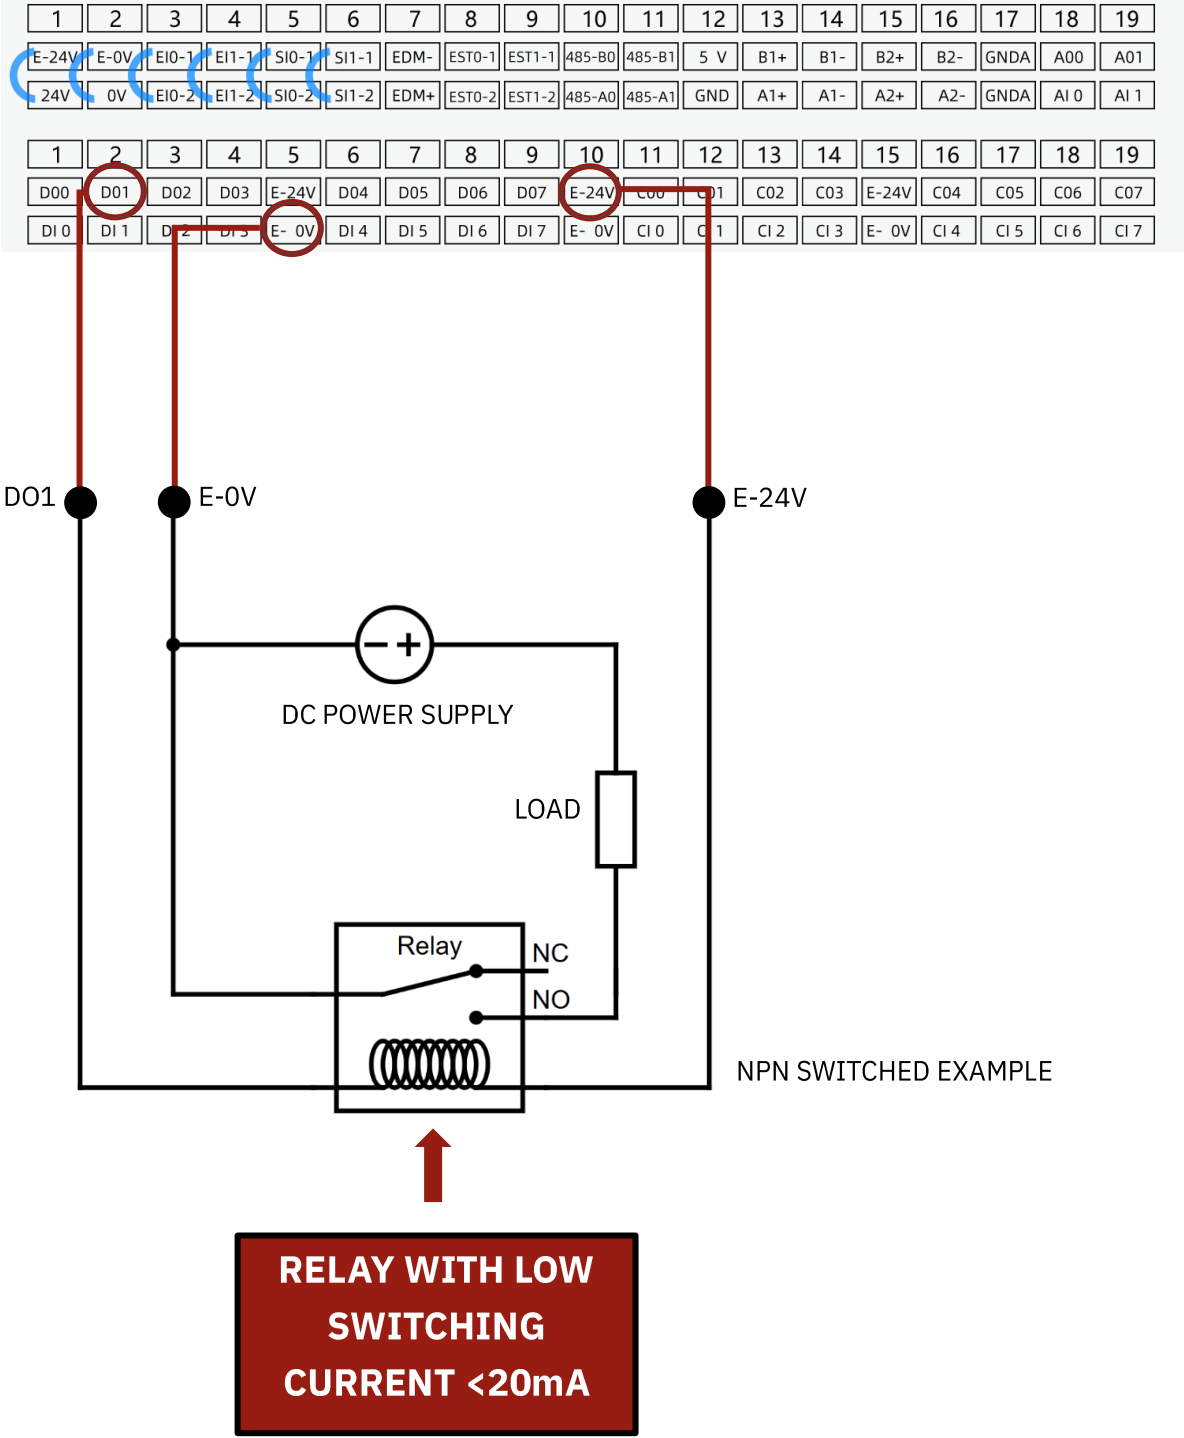 1 2 3 4 5 6 7 8 9 10 11 12 13 14 15 16 17 18 19
E-24V E-0V EI0-1 EI1-1 SI0-1 SI1-1 EDM- EST0-1 EST1-1 485-B0 485-B1 5 V B1+ B1- B2+ B2- GNDA A00 A01
24V 0V EI0-2 EI1-2 SI0-2 SI1-2 EDM+ EST0-2 EST1-2 485-A0 485-A1 GND A1+ A1- A2+ A2- GNDA AI 0 AI 1
1 2 3 4 5 6 7 8 9 10 11 12 13 14 15 16 17 18 19
D00 D01 D02 D03 E-24V D04 D05 D06 D07 E-24V C00 C01 C02 C03 E-24V C04 C05 C06 C07
DI 0 DI 1 DI 2 DI 3 E- 0V DI 4 DI 5 DI 6 DI 7 E- 0V CI 0 CI 1 CI 2 CI 3 E- 0V CI 4 CI 5 CI 6 CI 7
DO1 E-0V E-24V
DC POWER SUPPLY
LOAD
Relay NC
NO
NPN SWITCHED EXAMPLE
RELAY WITH LOW
SWITCHING
CURRENT <20mA